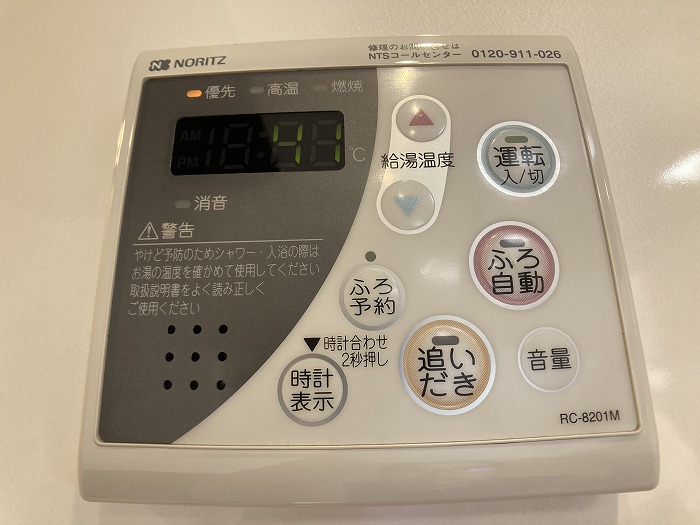 NORITZ
修理のお問い合せは
NTSコールセンター 0120-911-026
優先 高温 燃焼
AM
PM
41
℃
給湯温度
運転
入/切
消音
警告
やけど予防のためシャワー・入浴の際は
お湯の温度を確かめて使用してください
取扱説明書をよく読み正しく
ご使用ください
ふろ
自動
ふろ
予約
▼時計合わせ
2秒押し
時計
表示
追い
だき
音量
RC-8201M